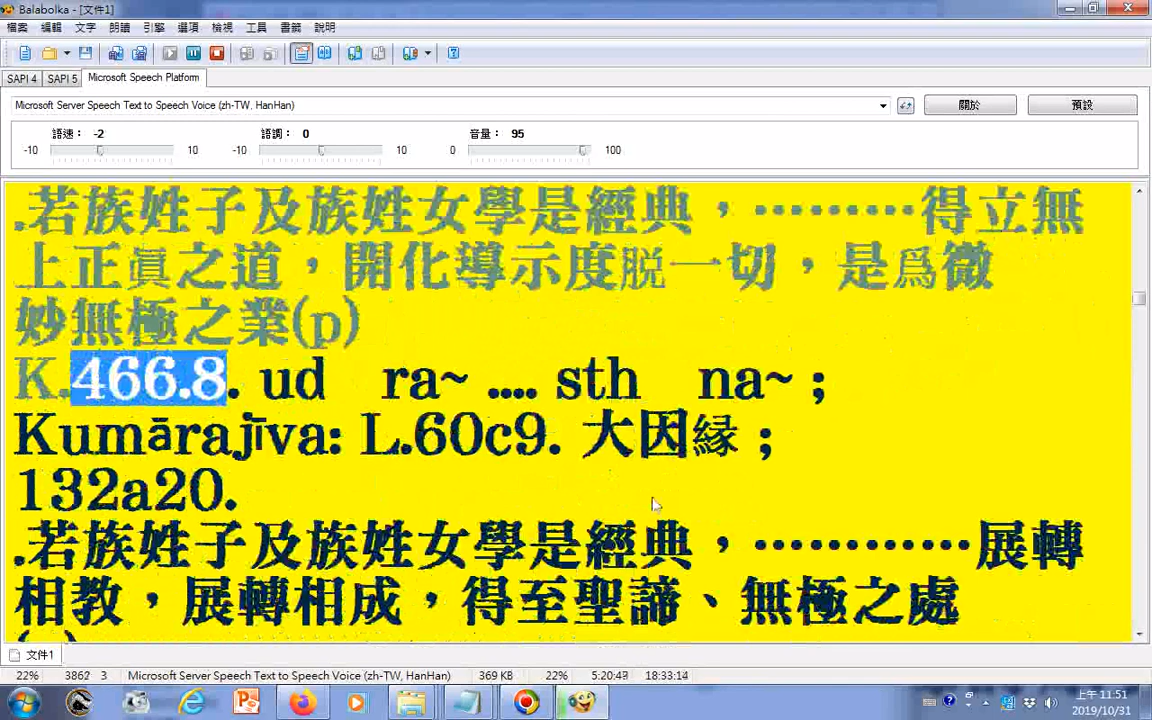 Balabolka - [文件1]
檔案 編輯 文字 朗讀 引擎 選項 檢視 工具 書籤 說明
SAPI 4 SAPI 5 Microsoft Speech Platform
Microsoft Server Speech Text to Speech Voice (zh-TW, HanHan) 關於 預設
語速： -2 語調： 0 音量： 95
-10 10 -10 10 0 100
.若族姓子及族姓女學是經典，………得立無
上正眞之道，開化導示度脱一切，是爲微
妙無極之業(p)
K.466.8. ud ra~ .... sth na~ ;
Kumārajīva: L.60c9. 大因縁；
132a20.
.若族姓子及族姓女學是經典，…………展轉
相教，展轉相成，得至聖諦、無極之處
文件1
22% 3862 3 Microsoft Server Speech Text to Speech Voice (zh-TW, HanHan) 369 KB 22% 5:20:43 18:33:14
上午 11:51
2019/10/31